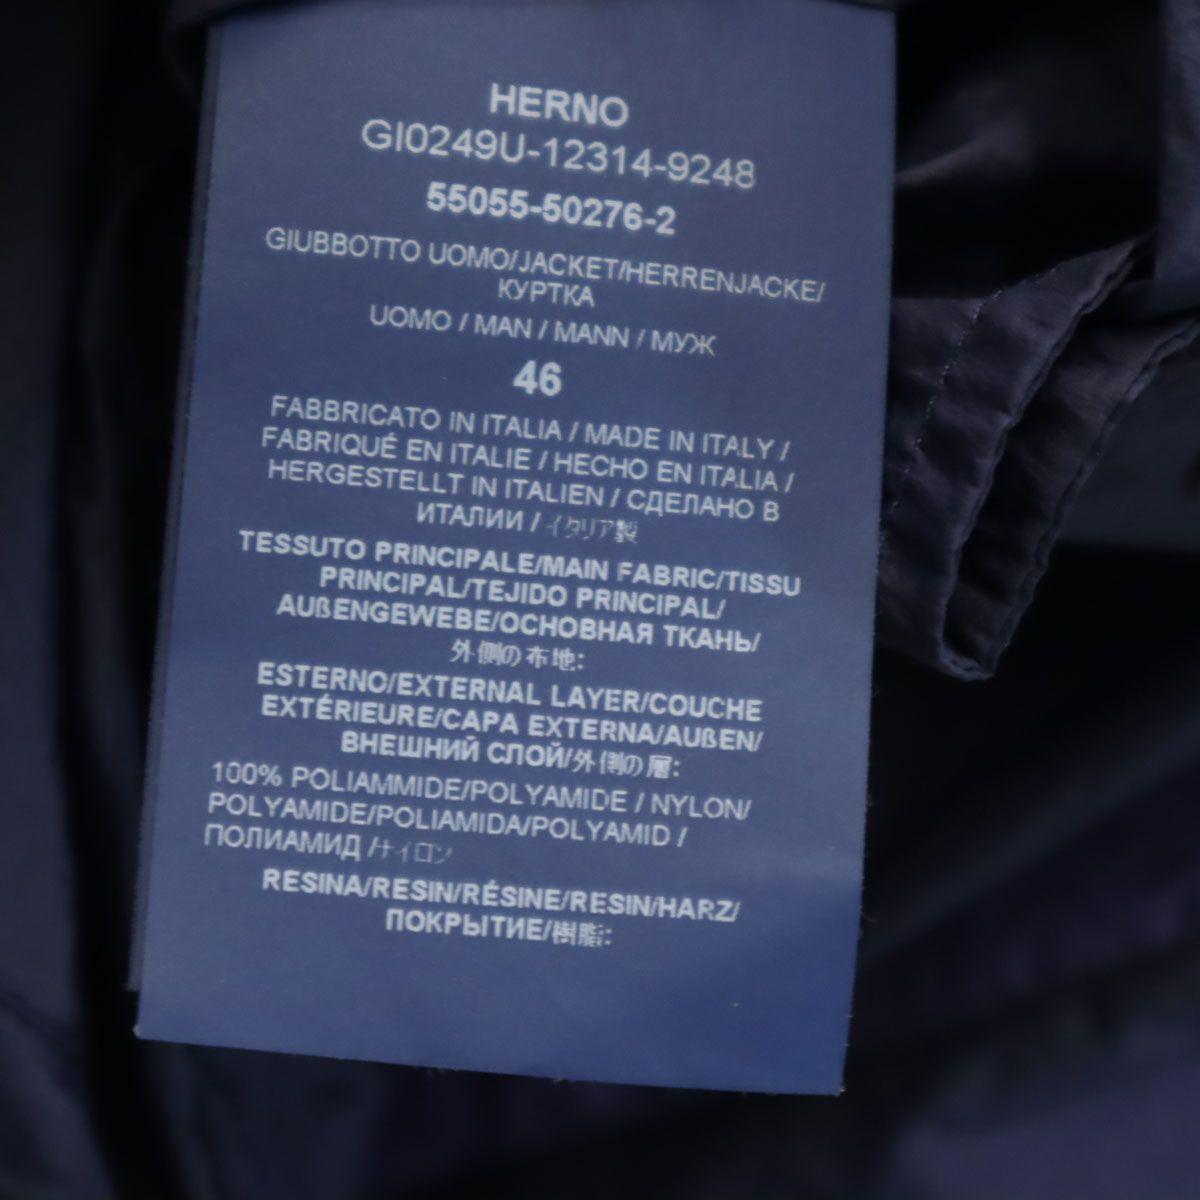 HERNO
GI0249U-12314-9248
55055-50276-2
GIUBBOTTO UOMO/JACKET/HERRENJACKE/
КУРТКА
UOMO / MAN / MANN / МУЖ
46
FABBRICATO IN ITALIA / MADE IN ITALY /
FABRIQUÉ EN ITALIE / HECHO EN ITALIA /
HERGESTELLT IN ITALIEN / СДЕЛАНО В
ИТАЛИИ / イタリア製
TESSUTO PRINCIPALE/MAIN FABRIC/TISSU
PRINCIPAL/TEJIDO PRINCIPAL/
AUßENGEWEBE/ОСНОВНАЯ ТКАНЬ/
外側の布地:
ESTERNO/EXTERNAL LAYER/COUCHE
EXTÉRIEURE/CAPA EXTERNA/AUßEN/
ВНЕШНИЙ СЛОЙ/外側の層:
100% POLIAMMIDE/POLYAMIDE / NYLON/
POLYAMIDE/POLIAMIDA/POLYAMID /
ПОЛИАМИД /ナイロン
RESINA/RESIN/RÉSINE/RESIN/HARZ/
ПОКРЫТИЕ/樹脂: